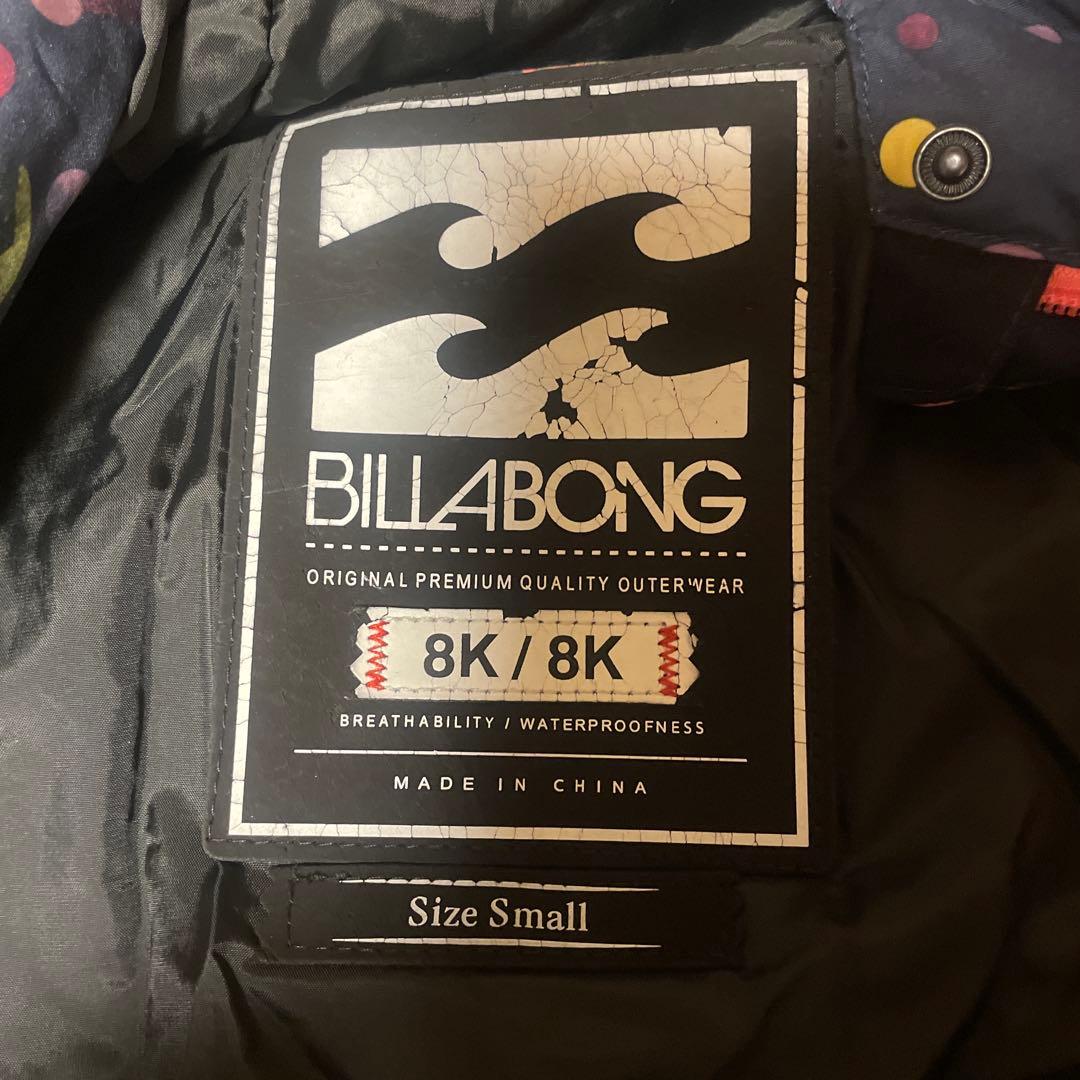 BILLABONG
ORIGINAL PREMIUM QUALITY OUTERWEAR
8K / 8K
BREATHABILITY / WATERPROOFNESS
MADE IN CHINA
Size Small